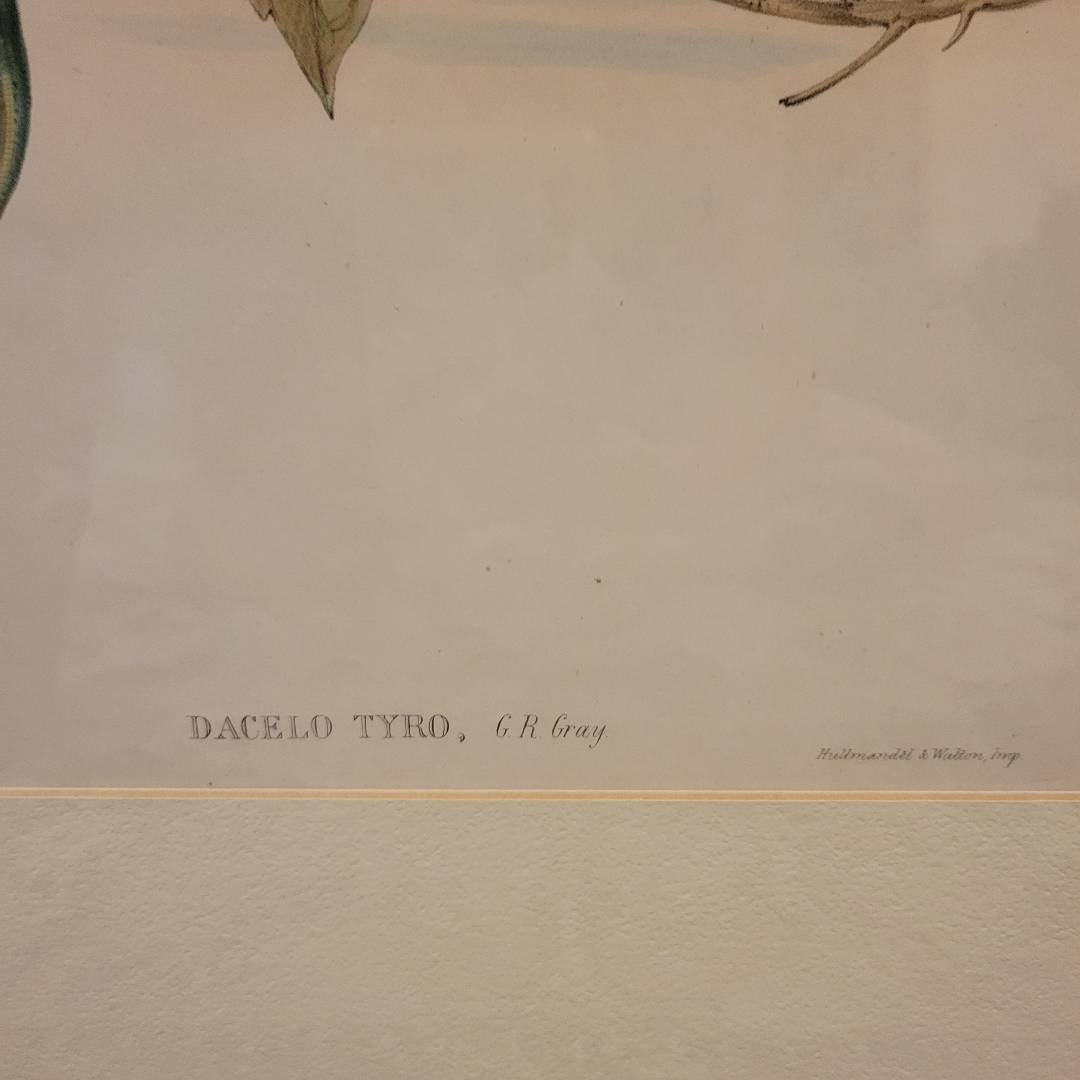 DACELO TYRO, G. R. Gray.
Hullmandel & Walton, Imp.